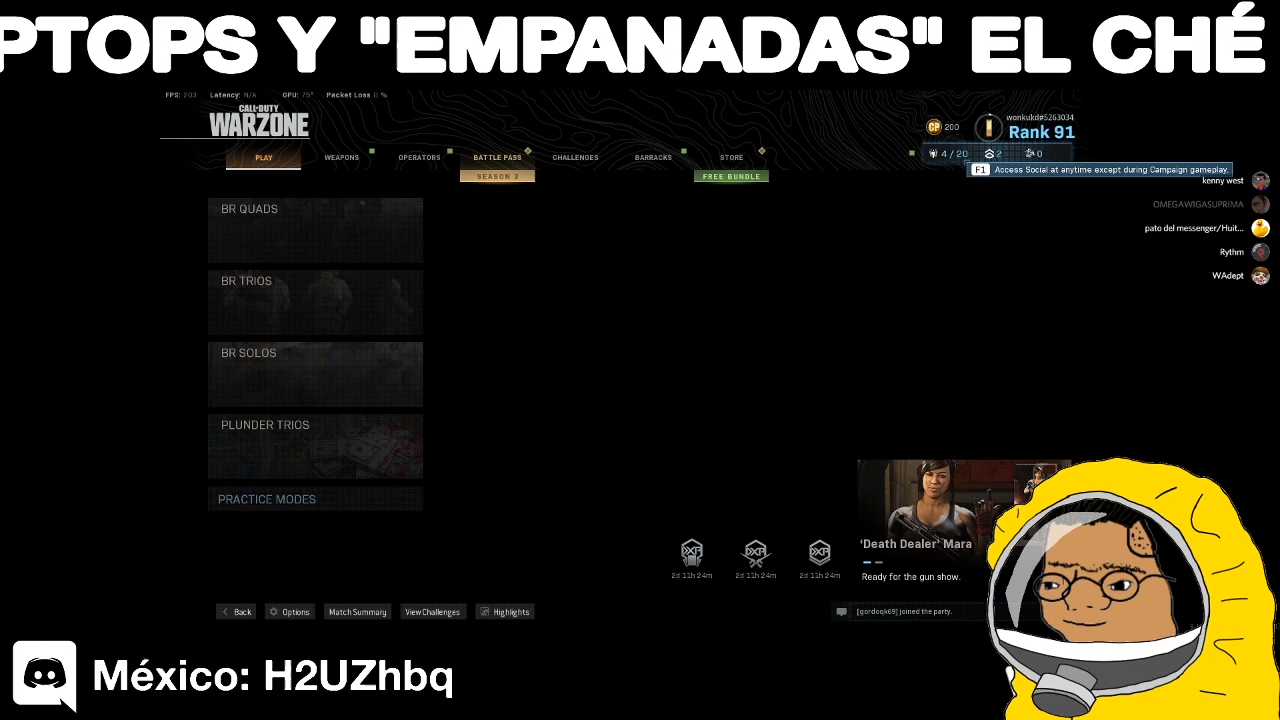 PTOPS Y "EMPANADAS" EL CHÉ
FPS: 203 Latency: N/A GPU: 75° Packet Loss 0 %
CALL OF DUTY
WARZONE
CP 200
wonkukd#5263034
Rank 91
4 / 20 2 0
PLAY WEAPONS OPERATORS BATTLE PASS CHALLENGES BARRACKS STORE
SEASON 3 FREE BUNDLE
F1 Access Social at anytime except during Campaign gameplay.
kenny west
OMEGAWIGASUPRIMA
pato del messenger/Huit...
Rythm
WAdept
BR QUADS
BR TRIOS
BR SOLOS
PLUNDER TRIOS
PRACTICE MODES
'Death Dealer' Mara
Ready for the gun show.
DXP DXP DXP
2d 11h 24m 2d 11h 24m 2d 11h 24m
Back Options Match Summary View Challenges Highlights
[gordoqk69] joined the party.
México: H2UZhbq